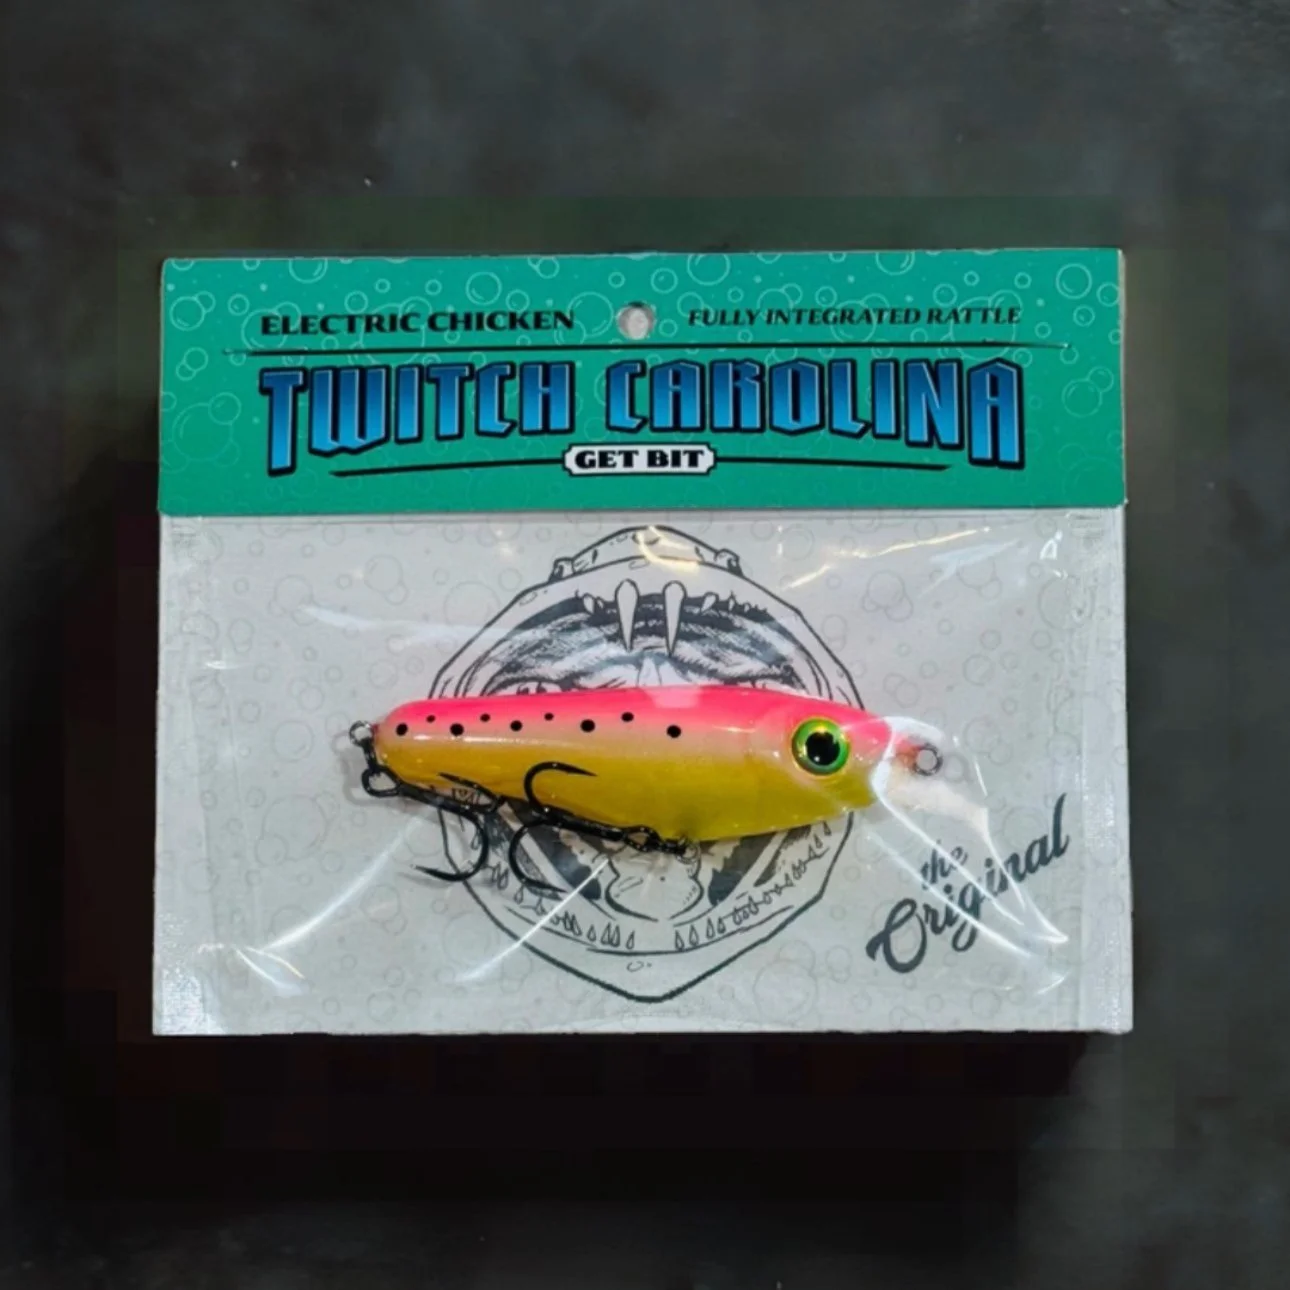 ELECTRIC CHICKEN
FULLY INTEGRATED RATTLE
TWITCH CAROLINA
GET BIT
the
Original